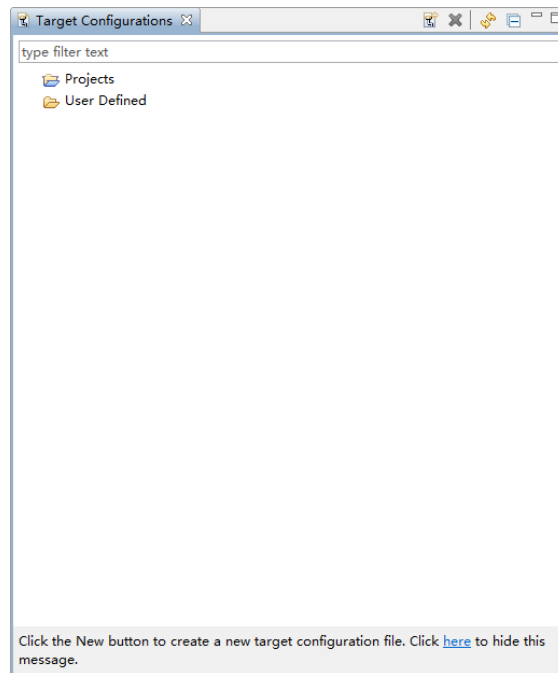 Target Configurations
type filter text
Projects
User Defined
Click the New button to create a new target configuration file. Click here to hide this
message.